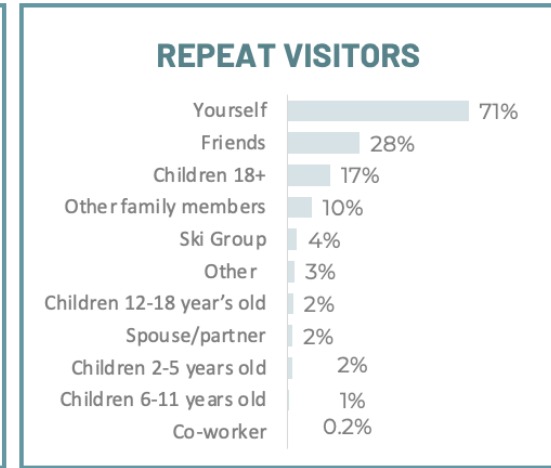 REPEAT VISITORS
Yourself 71%
Friends 28%
Children 18+ 17%
Other family members 10%
Ski Group 4%
Other 3%
Children 12-18 year's old 2%
Spouse/partner 2%
Children 2-5 years old 2%
Children 6-11 years old 1%
Co-worker 0.2%